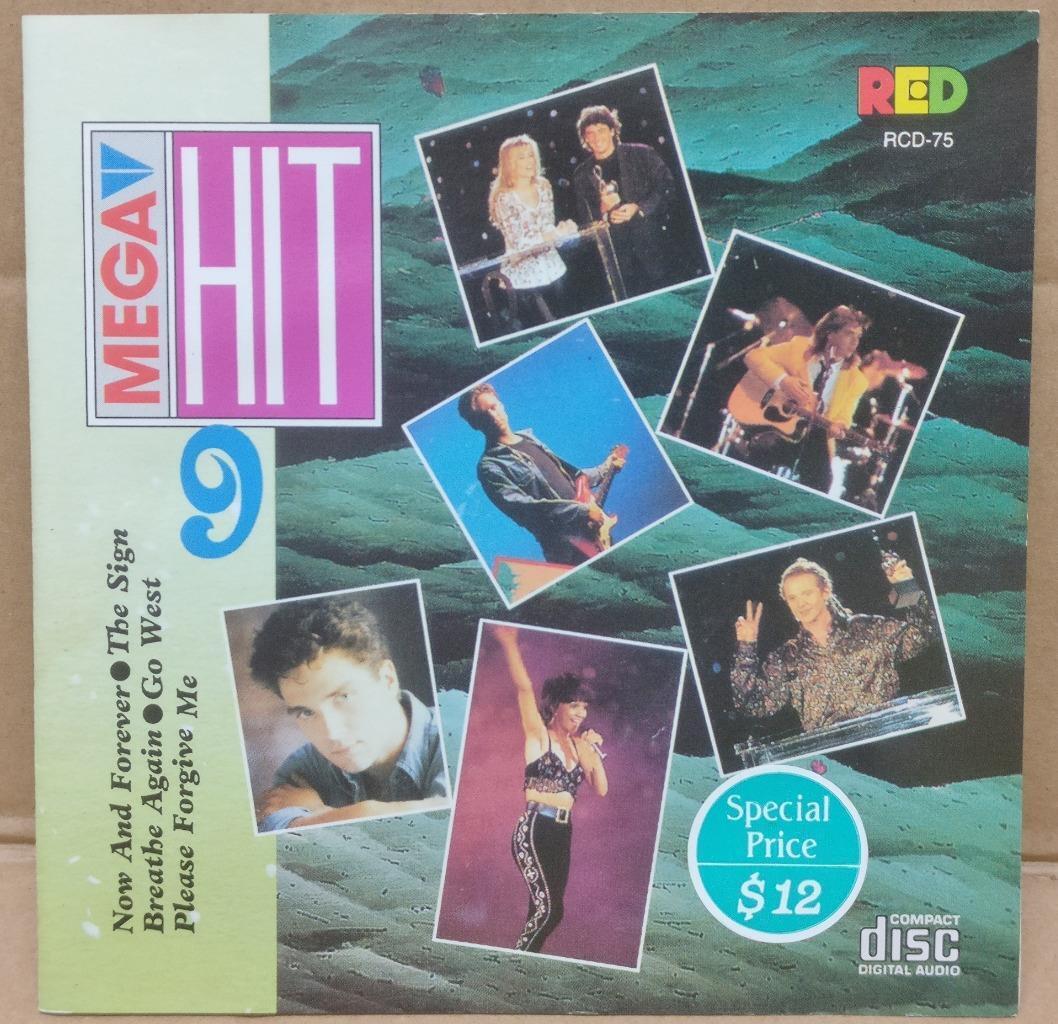 MEGA
HIT
9
Now And Forever●The Sign
Breathe Again●Go West
Please Forgive Me
RED
RCD-75
Special
Price
$12
COMPACT
disc
DIGITAL AUDIO